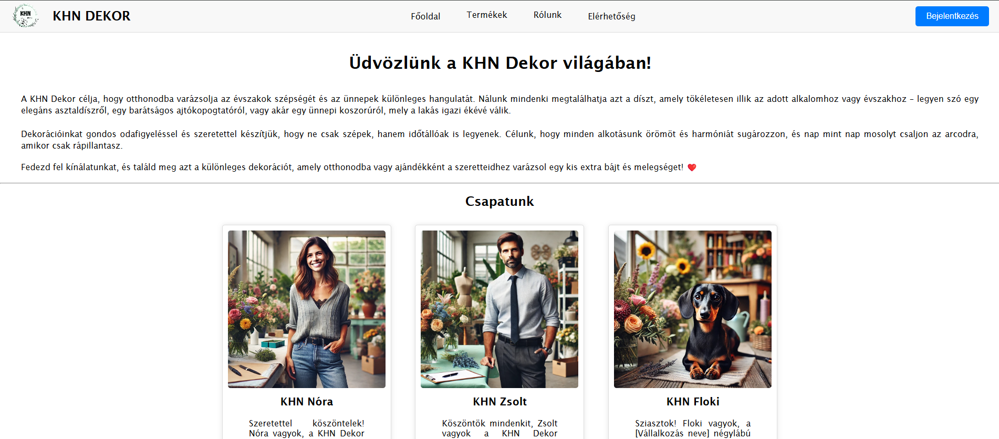 KHN
KHN DEKOR
Főoldal
Termékek
Rólunk
Elérhetőség
Bejelentkezés
Üdvözlünk a KHN Dekor világában!
A KHN Dekor célja, hogy otthonodba varázsolja az évszakok szépségét és az ünnepek különleges hangulatát. Nálunk mindenki megtalálhatja azt a díszt, amely tökéletesen illik az adott alkalomhoz vagy évszakhoz – legyen szó egy
elegáns asztaldíszről, egy barátságos ajtókopogtatóról, vagy akár egy ünnepi koszorúról, mely a lakás igazi ékévé válik.
Dekorációinkat gondos odafigyeléssel és szeretettel készítjük, hogy ne csak szépek, hanem időtállóak is legyenek. Célunk, hogy minden alkotásunk örömöt és harmóniát sugározzon, és nap mint nap mosolyt csaljon az arcodra,
amikor csak rápillantasz.
Fedezd fel kínálatunkat, és találd meg azt a különleges dekorációt, amely otthonodba vagy ajándékként a szeretteidhez varázsol egy kis extra bájt és melegséget! ❤️
Csapatunk
KHN Nóra
Szeretettel köszöntelek!
Nóra vagyok, a KHN Dekor
KHN Zsolt
Köszöntök mindenkit, Zsolt
vagyok a KHN Dekor
KHN Floki
Sziasztok! Floki vagyok, a
[Vállalkozás neve] négylábú